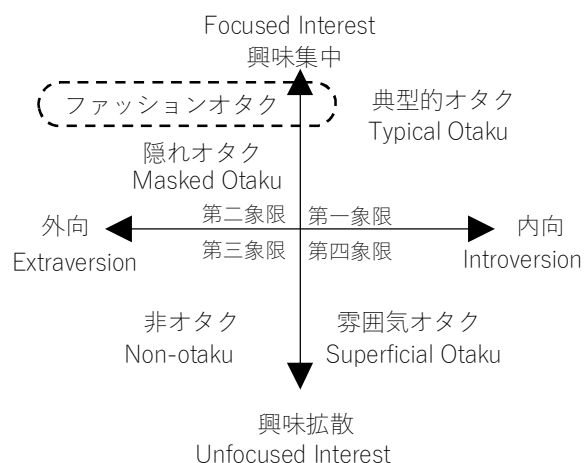 Focused Interest
興味集中
ファッションオタク
典型的オタク
Typical Otaku
隠れオタク
Masked Otaku
第二象限
第一象限
外向
Extraversion
内向
Introversion
第三象限
第四象限
非オタク
Non-otaku
雰囲気オタク
Superficial Otaku
興味拡散
Unfocused Interest